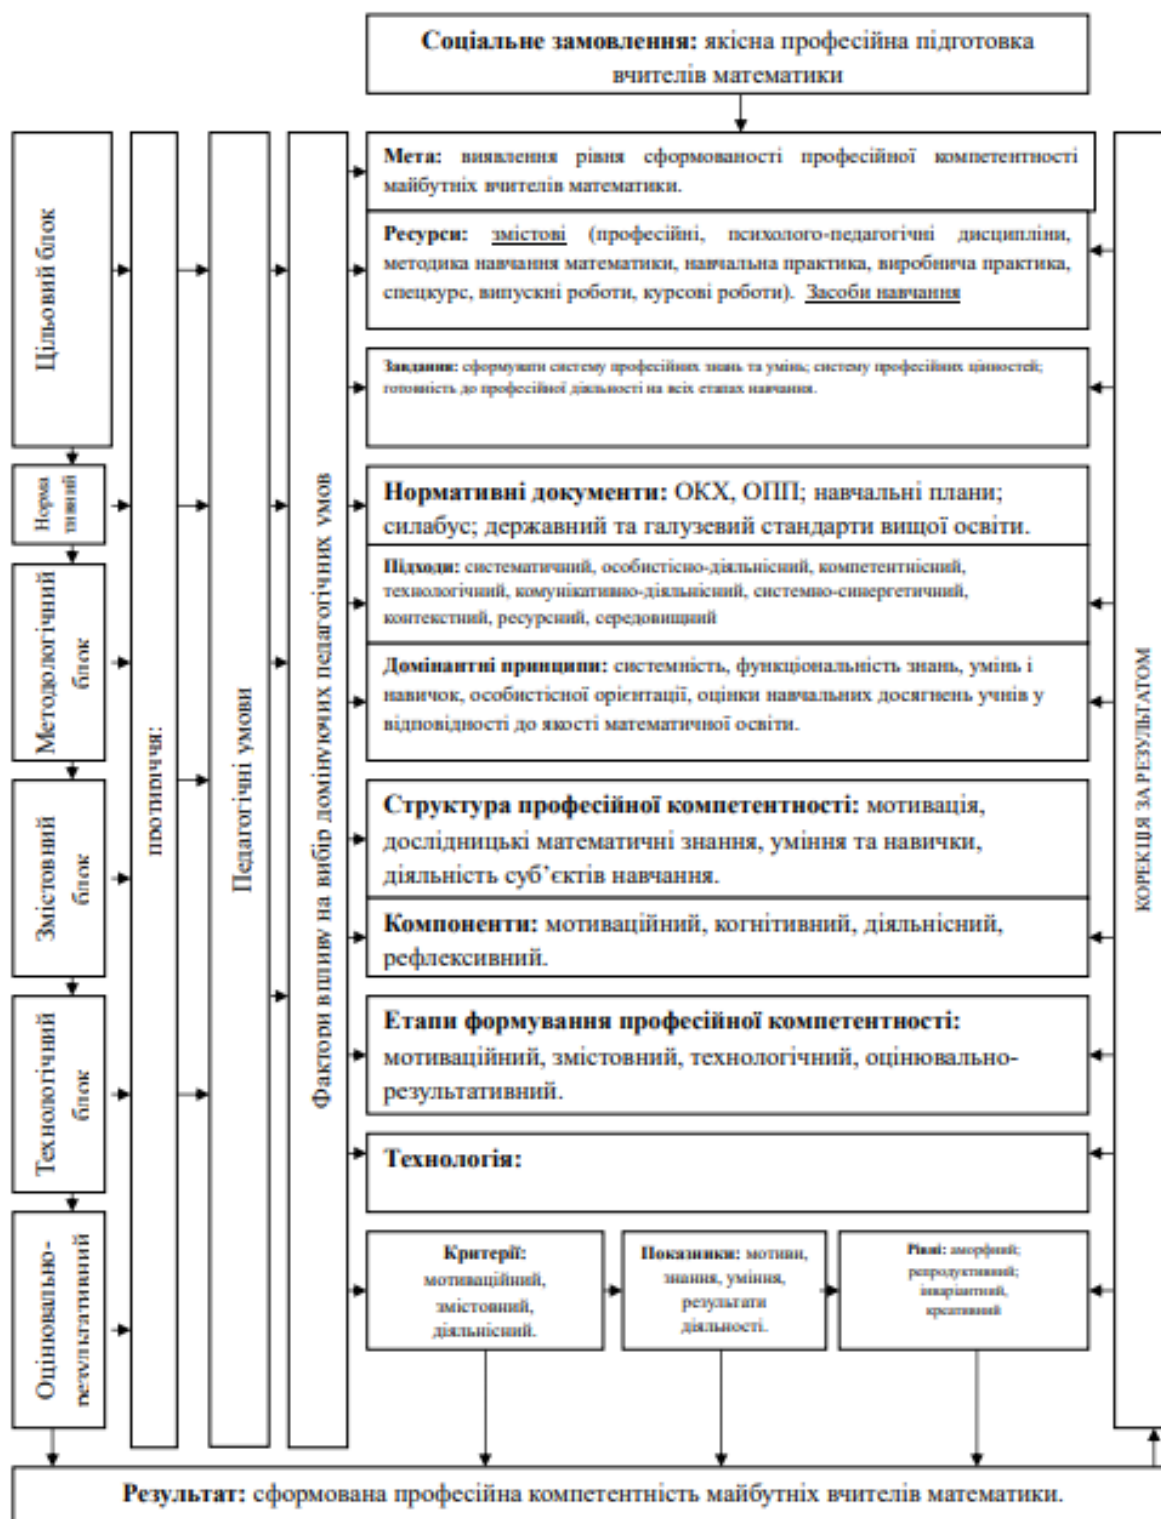 Соціальне замовлення: якісна професійна підготовка
вчителів математики
Цільовий блок
Норма
тивний
Методологічний
блок
Змістовний
блок
Технологічний
блок
Оцінювально-
результативний
протиріччя:
Педагогічні умови
Фактори впливу на вибір домінуючих педагогічних умов
Мета: виявлення рівня сформованості професійної компетентності
майбутніх вчителів математики.
Ресурси: змістові (професійні, психолого-педагогічні дисципліни,
методика навчання математики, навчальна практика, виробнича практика,
спецкурс, випускні роботи, курсові роботи). Засоби навчання
Завдання: сформувати систему професійних знань та умінь; систему професійних цінностей;
готовність до професійної діяльності на всіх етапах навчання.
Нормативні документи: ОКХ, ОПП; навчальні плани;
силабус; державний та галузевий стандарти вищої освіти.
Підходи: систематичний, особистісно-діяльнісний, компетентнісний,
технологічний, комунікативно-діяльнісний, системно-синергетичний,
контекстний, ресурсний, середовищний
Домінантні принципи: системність, функціональність знань, умінь і
навичок, особистісної орієнтації, оцінки навчальних досягнень учнів у
відповідності до якості математичної освіти.
Структура професійної компетентності: мотивація,
дослідницькі математичні знання, уміння та навички,
діяльність суб’єктів навчання.
Компоненти: мотиваційний, когнітивний, діяльнісний,
рефлексивний.
Етапи формування професійної компетентності:
мотиваційний, змістовний, технологічний, оцінювально-
результативний.
Технологія:
Критерії:
мотиваційний,
змістовний,
діяльнісний.
Показники: мотиви,
знання, уміння,
результати
діяльності.
Рівні: аморфний;
репродуктивний;
інваріантний,
креативний
КОРЕКЦІЯ ЗА РЕЗУЛЬТАТОМ
Результат: сформована професійна компетентність майбутніх вчителів математики.